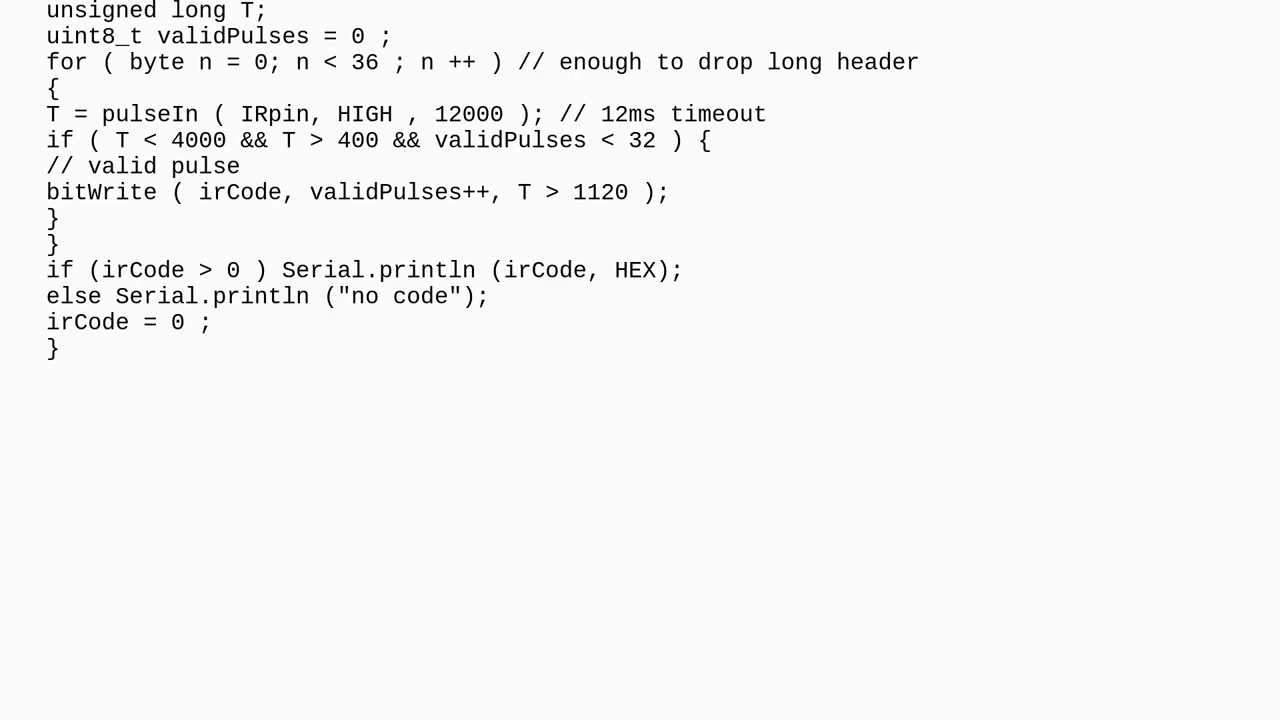 unsigned long T;
uint8_t validPulses = 0 ;
for ( byte n = 0; n < 36 ; n ++ ) // enough to drop long header
{
T = pulseIn ( IRpin, HIGH , 12000 ); // 12ms timeout
if ( T < 4000 && T > 400 && validPulses < 32 ) {
// valid pulse
bitWrite ( irCode, validPulses++, T > 1120 );
}
}
if (irCode > 0 ) Serial.println (irCode, HEX);
else Serial.println ("no code");
irCode = 0 ;
}